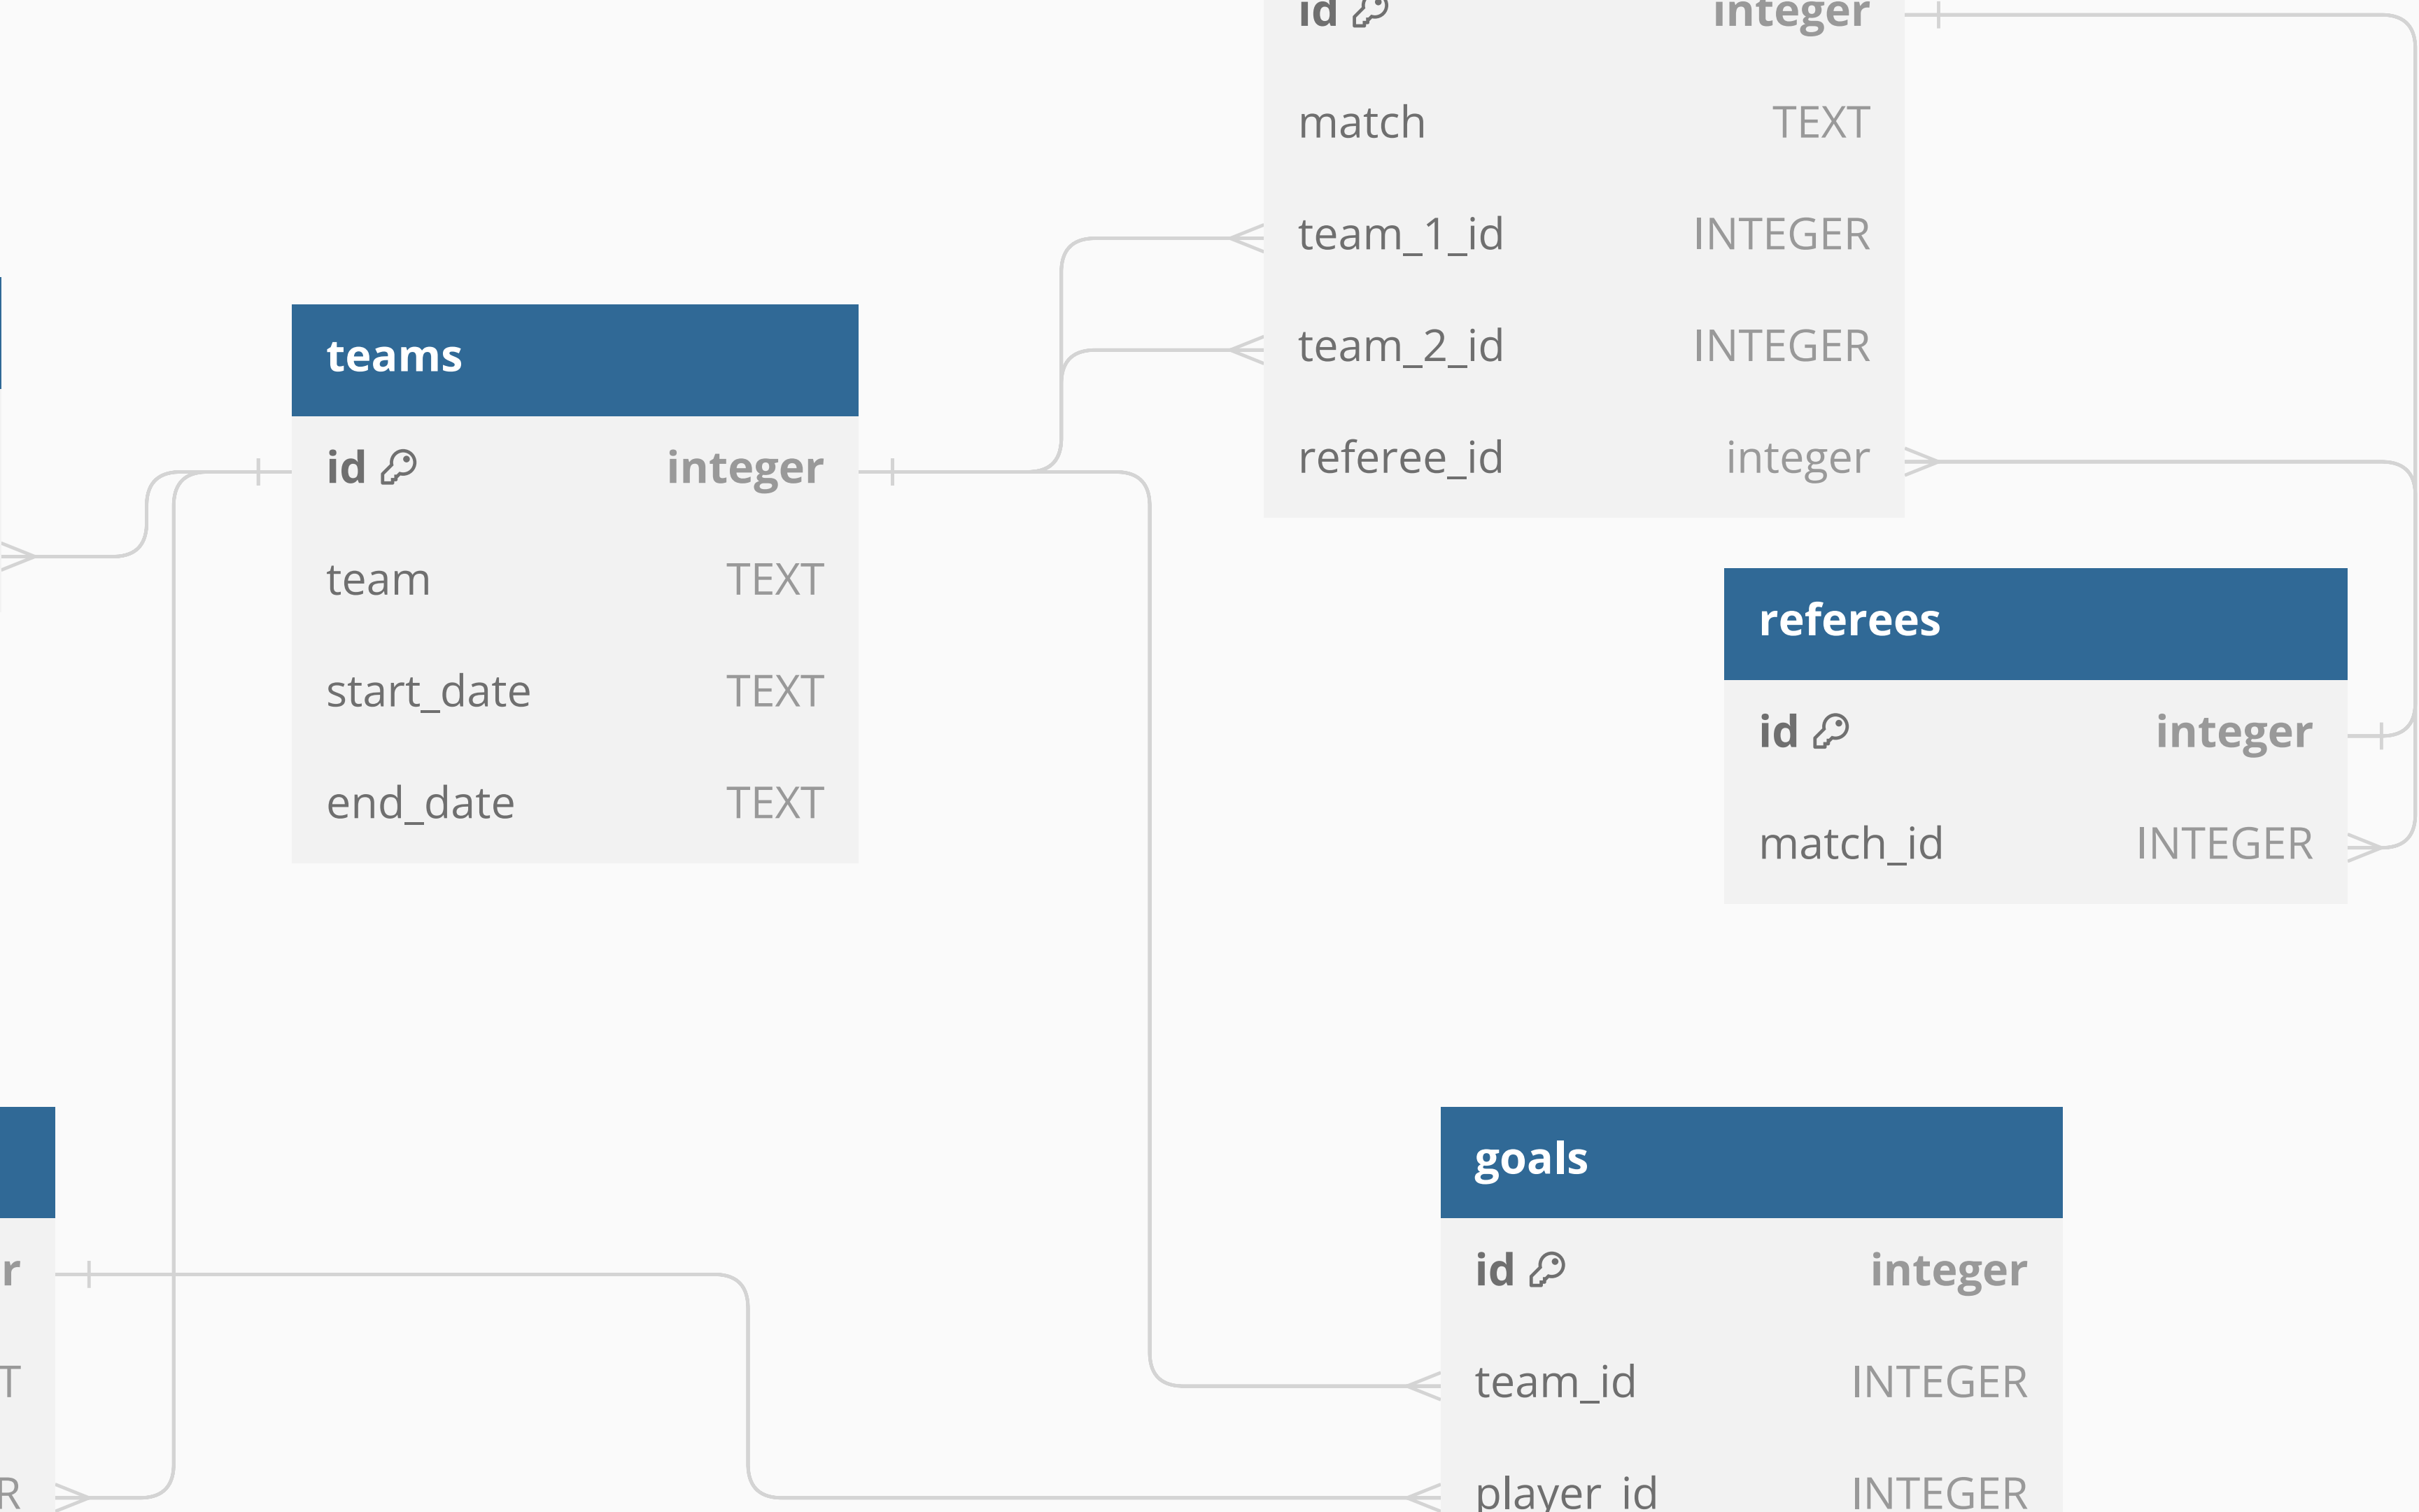 id integer
match TEXT
team_1_id INTEGER
team_2_id INTEGER
referee_id integer
teams
id integer
team TEXT
start_date TEXT
end_date TEXT
referees
id integer
match_id INTEGER
goals
id integer
team_id INTEGER
player_id INTEGER
r
T
R